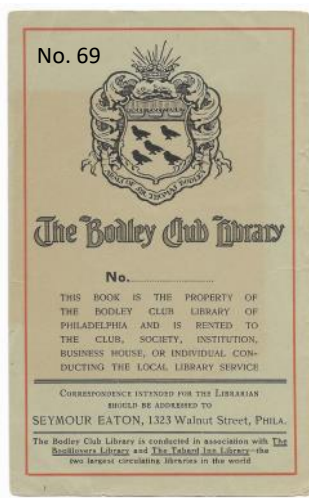 No. 69
ARMS OF SR. THOMAS BODLEY
The Bodley Club Library
No.
THIS BOOK IS THE PROPERTY OF
THE BODLEY CLUB LIBRARY OF
PHILADELPHIA AND IS RENTED TO
THE CLUB, SOCIETY, INSTITUTION,
BUSINESS HOUSE, OR INDIVIDUAL CON-
DUCTING THE LOCAL LIBRARY SERVICE
CORRESPONDENCE INTENDED FOR THE LIBRARIAN
SHOULD BE ADDRESSED TO
SEYMOUR EATON, 1323 Walnut Street, PHILA.
The Bodley Club Library is conducted in association with The
Booklovers Library and The Tabard Inn Library—the
two largest circulating libraries in the world